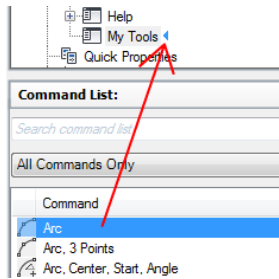 Help
My Tools
Quick Properties
Command List:
Search command list
All Commands Only
Command
Arc
Arc, 3 Points
Arc, Center, Start, Angle